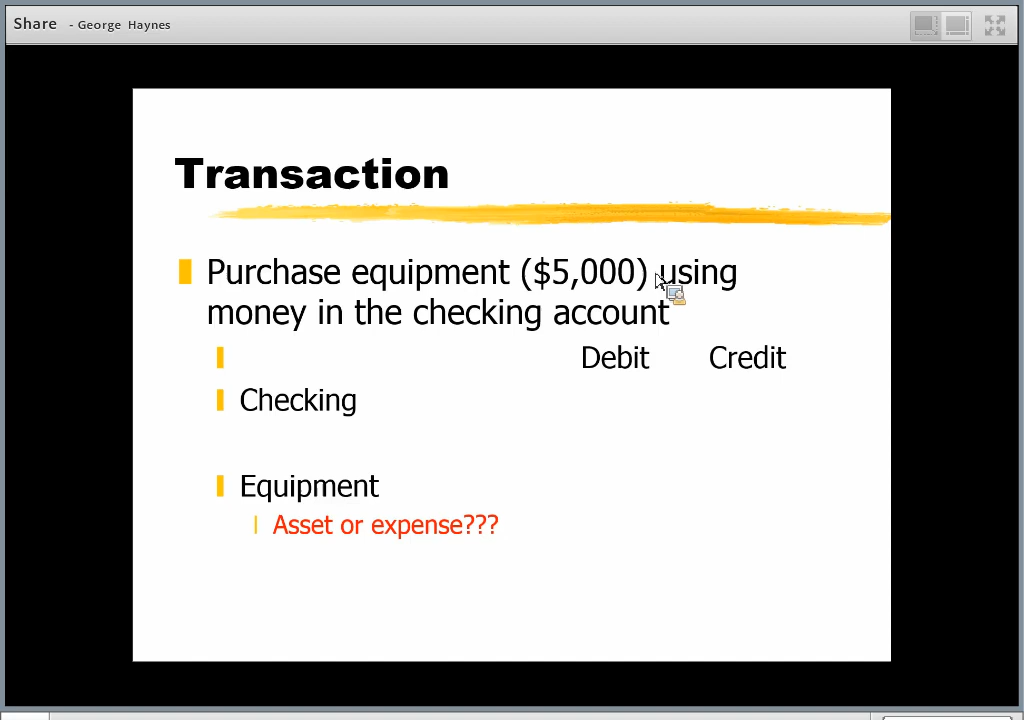 Share - George Haynes
Transaction
Purchase equipment ($5,000) using
money in the checking account
Debit Credit
Checking
Equipment
Asset or expense???